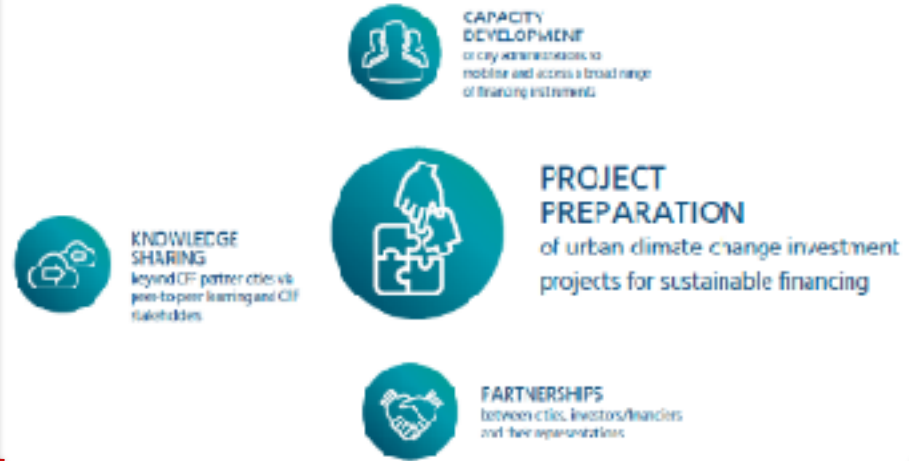 CAPACITY
DEVELOPMENT
of city administrations to
mobilise and access a broad range
of financing instruments
PROJECT
PREPARATION
of urban climate change investment
projects for sustainable financing
KNOWLEDGE
SHARING
beyond CFF partner cities via
peer-to-peer learning and CFF
stakeholders
PARTNERSHIPS
between cities, investors/financiers
and their representations